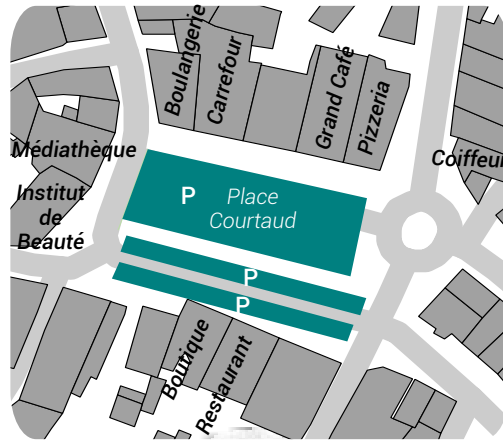 Boulangerie
Carrefour
Grand Café
Pizzeria
Médiathèque
Coiffeur
Institut
de
Beauté
P
Place
Courtaud
P
P
Boutique
Restaurant